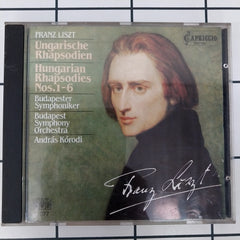 FRANZ LISZT
Ungarische
Rhapsodien
Hungarian
Rhapsodies
Nos.1-6
Budapester
Symphoniker
Budapest
Symphony
Orchestra
András Kórodi
CAPRICCIO
Franz Liszt